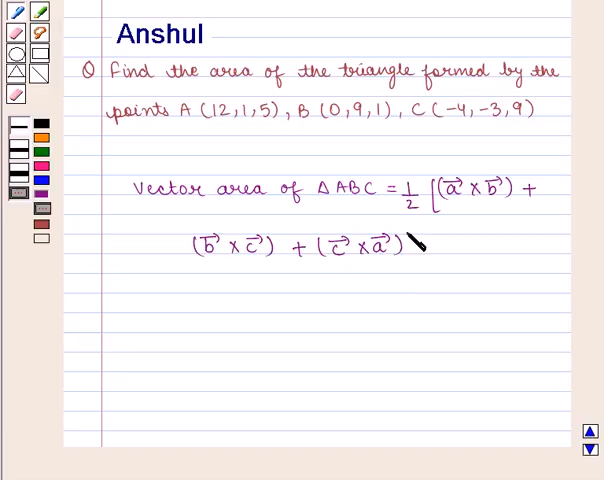 Anshul
Q Find the area of the triangle formed by the
points A (12,1,5), B (0,9,1), C (-4,-3,9)
Vector area of △ ABC = 1/2 [(a⃗ × b⃗) +
(b⃗ × c⃗) + (c⃗ × a⃗)